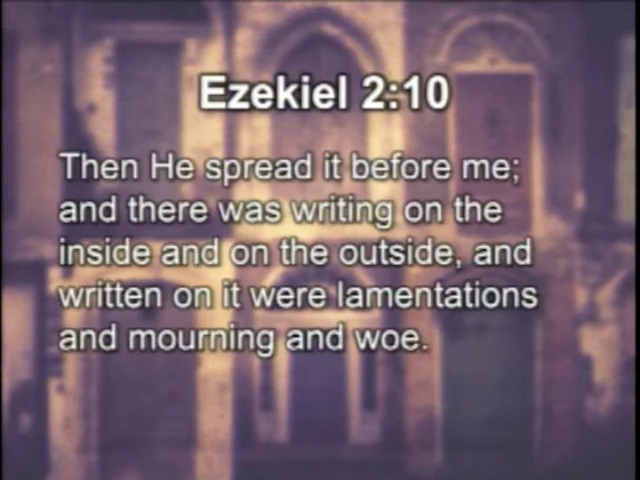 Ezekiel 2:10
Then He spread it before me;
and there was writing on the
inside and on the outside, and
written on it were lamentations
and mourning and woe.